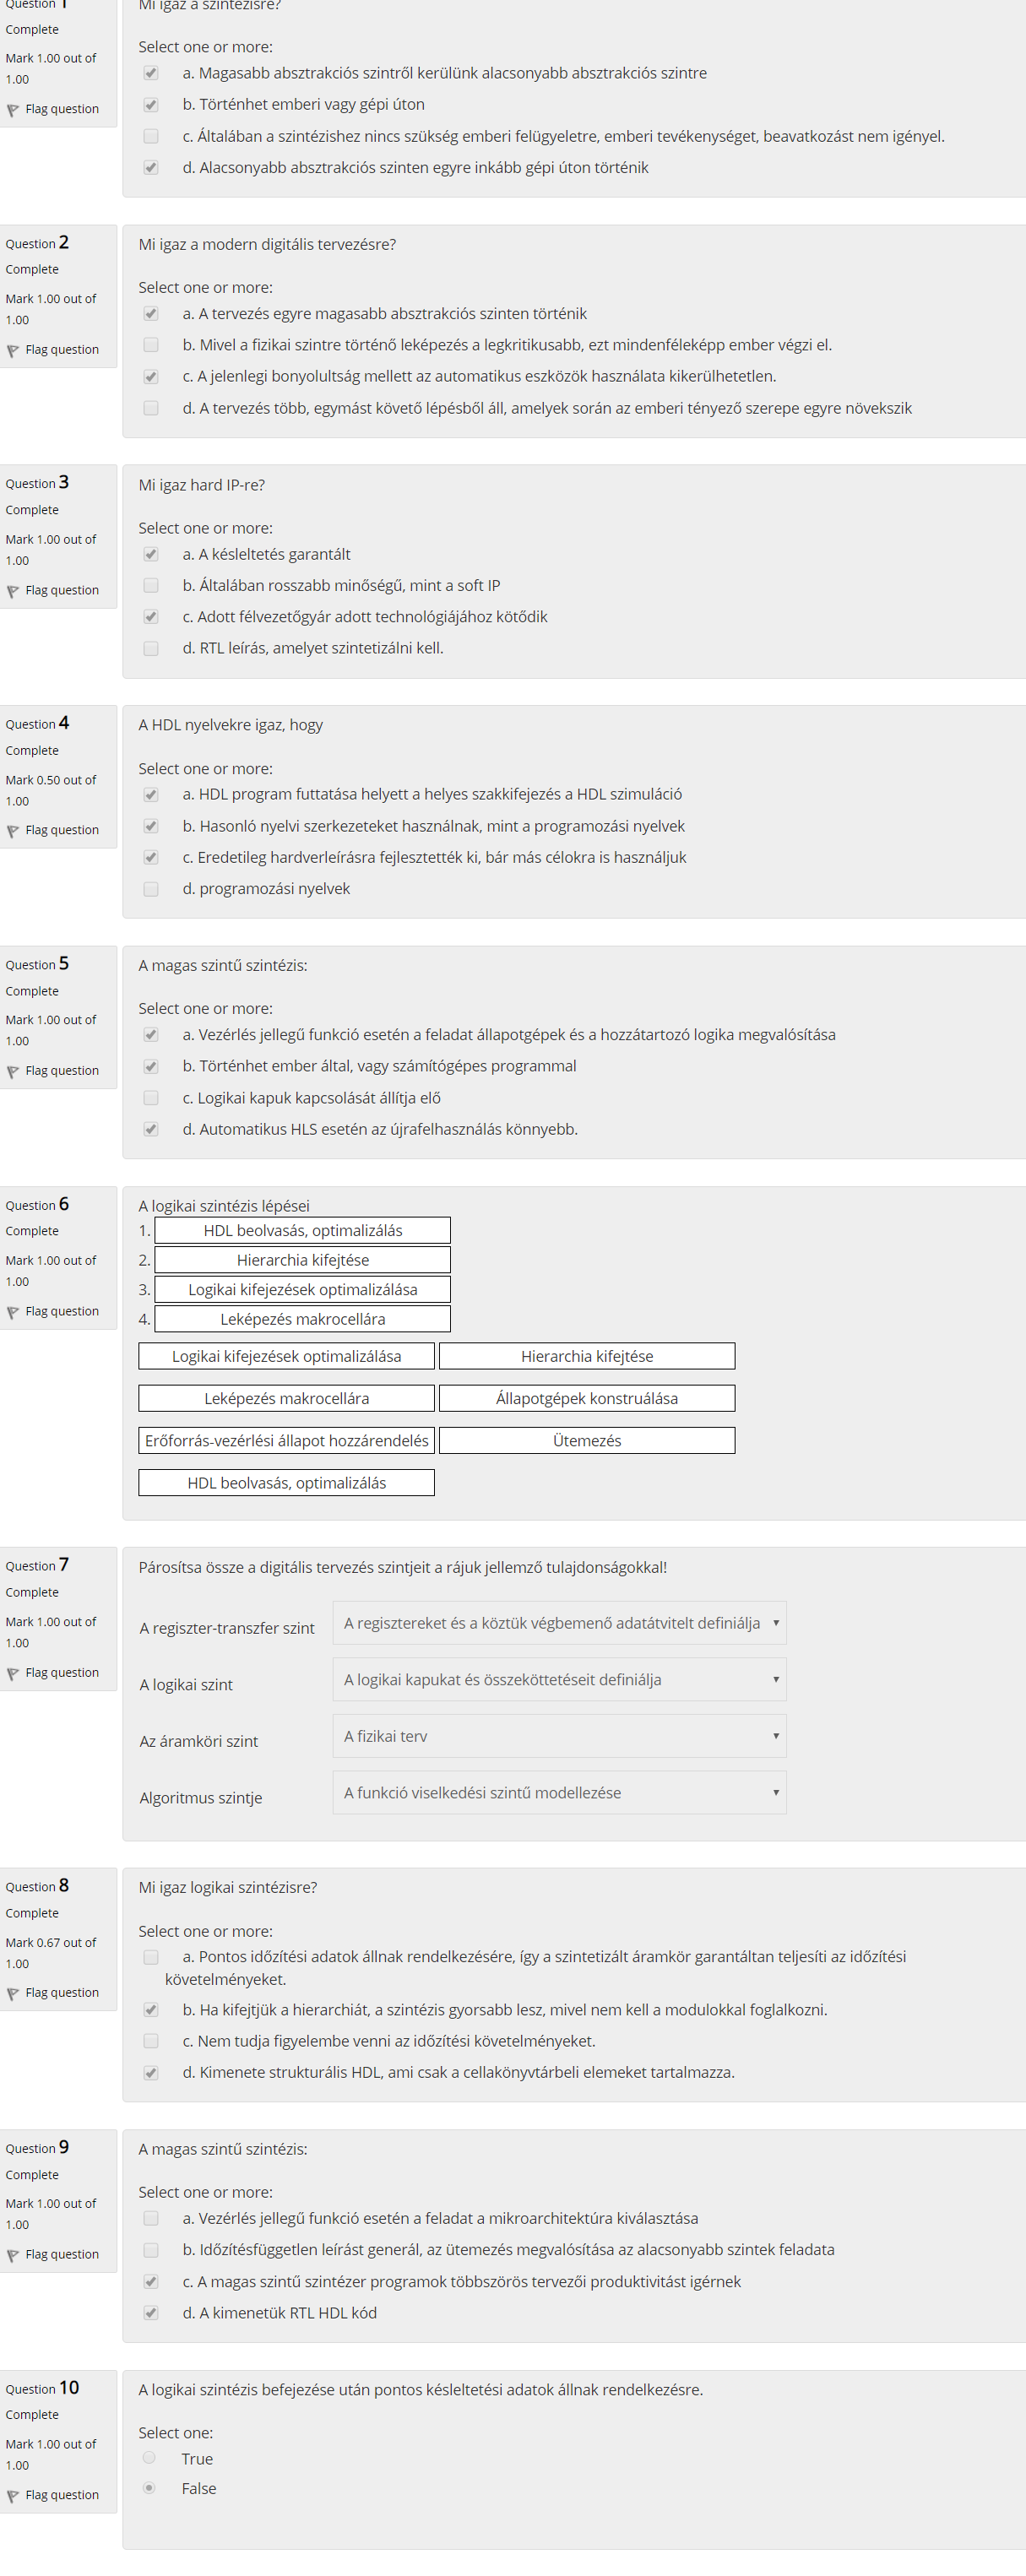 Question 1
Complete
Mark 1.00 out of
1.00
Flag question
Mi igaz a szintézisre?
Select one or more:
a. Magasabb absztrakciós szintről kerülünk alacsonyabb absztrakciós szintre
b. Történhet emberi vagy gépi úton
c. Általában a szintézishez nincs szükség emberi felügyeletre, emberi tevékenységet, beavatkozást nem igényel.
d. Alacsonyabb absztrakciós szinten egyre inkább gépi úton történik
Question 2
Complete
Mark 1.00 out of
1.00
Flag question
Mi igaz a modern digitális tervezésre?
Select one or more:
a. A tervezés egyre magasabb absztrakciós szinten történik
b. Mivel a fizikai szintre történő leképezés a legkritikusabb, ezt mindenféleképp ember végzi el.
c. A jelenlegi bonyolultság mellett az automatikus eszközök használata kikerülhetetlen.
d. A tervezés több, egymást követő lépésből áll, amelyek során az emberi tényező szerepe egyre növekszik
Question 3
Complete
Mark 1.00 out of
1.00
Flag question
Mi igaz hard IP-re?
Select one or more:
a. A késleltetés garantált
b. Általában rosszabb minőségű, mint a soft IP
c. Adott félvezetőgyár adott technológiájához kötődik
d. RTL leírás, amelyet szintetizálni kell.
Question 4
Complete
Mark 0.50 out of
1.00
Flag question
A HDL nyelvekre igaz, hogy
Select one or more:
a. HDL program futtatása helyett a helyes szakkifejezés a HDL szimuláció
b. Hasonló nyelvi szerkezeteket használnak, mint a programozási nyelvek
c. Eredetileg hardverleírásra fejlesztették ki, bár más célokra is használjuk
d. programozási nyelvek
Question 5
Complete
Mark 1.00 out of
1.00
Flag question
A magas szintű szintézis:
Select one or more:
a. Vezérlés jellegű funkció esetén a feladat állapotgépek és a hozzátartozó logika megvalósítása
b. Történhet ember által, vagy számítógépes programmal
c. Logikai kapuk kapcsolását állítja elő
d. Automatikus HLS esetén az újrafelhasználás könnyebb.
Question 6
Complete
Mark 1.00 out of
1.00
Flag question
A logikai szintézis lépései
1. HDL beolvasás, optimalizálás
2. Hierarchia kifejtése
3. Logikai kifejezések optimalizálása
4. Leképezés makrocellára
Logikai kifejezések optimalizálása Hierarchia kifejtése
Leképezés makrocellára Állapotgépek konstruálása
Erőforrás-vezérlési állapot hozzárendelés Ütemezés
HDL beolvasás, optimalizálás
Question 7
Complete
Mark 1.00 out of
1.00
Flag question
Párosítsa össze a digitális tervezés szintjeit a rájuk jellemző tulajdonságokkal!
A regiszter-transzfer szint A regisztereket és a köztük végbemenő adatátvitelt definiálja
A logikai szint A logikai kapukat és összeköttetéseit definiálja
Az áramköri szint A fizikai terv
Algoritmus szintje A funkció viselkedési szintű modellezése
Question 8
Complete
Mark 0.67 out of
1.00
Flag question
Mi igaz logikai szintézisre?
Select one or more:
a. Pontos időzítési adatok állnak rendelkezésére, így a szintetizált áramkör garantáltan teljesíti az időzítési
követelményeket.
b. Ha kifejtjük a hierarchiát, a szintézis gyorsabb lesz, mivel nem kell a modulokkal foglalkozni.
c. Nem tudja figyelembe venni az időzítési követelményeket.
d. Kimenete strukturális HDL, ami csak a cellakönyvtárbeli elemeket tartalmazza.
Question 9
Complete
Mark 1.00 out of
1.00
Flag question
A magas szintű szintézis:
Select one or more:
a. Vezérlés jellegű funkció esetén a feladat a mikroarchitektúra kiválasztása
b. Időzítésfüggetlen leírást generál, az ütemezés megvalósítása az alacsonyabb szintek feladata
c. A magas szintű szintézer programok többszörös tervezői produktivitást igérnek
d. A kimenetük RTL HDL kód
Question 10
Complete
Mark 1.00 out of
1.00
Flag question
A logikai szintézis befejezése után pontos késleltetési adatok állnak rendelkezésre.
Select one:
True
False